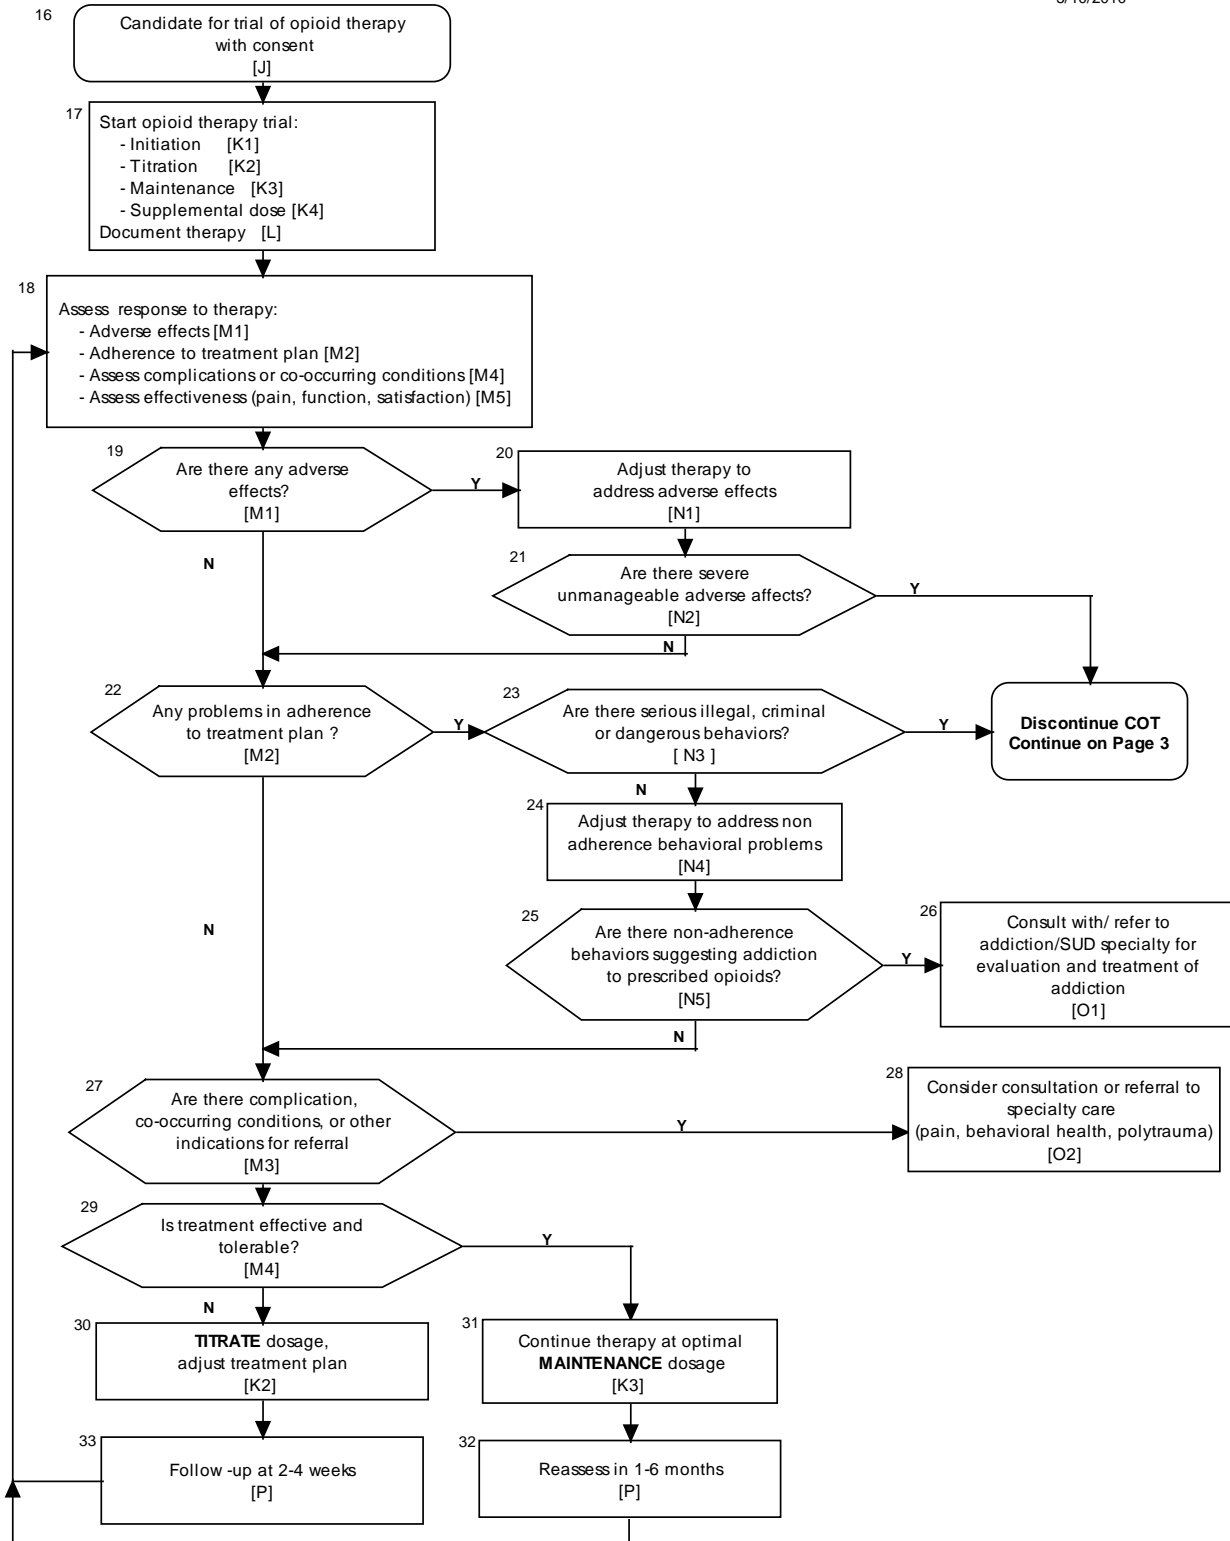 16
Candidate for trial of opioid therapy
with consent
[J]
17
Start opioid therapy trial:
- Initiation [K1]
- Titration [K2]
- Maintenance [K3]
- Supplemental dose [K4]
Document therapy [L]
18
Assess response to therapy:
- Adverse effects [M1]
- Adherence to treatment plan [M2]
- Assess complications or co-occurring conditions [M4]
- Assess effectiveness (pain, function, satisfaction) [M5]
19
Are there any adverse
effects?
[M1]
Y
N
20
Adjust therapy to
address adverse effects
[N1]
21
Are there severe
unmanageable adverse affects?
[N2]
Y
N
22
Any problems in adherence
to treatment plan ?
[M2]
Y
N
23
Are there serious illegal, criminal
or dangerous behaviors?
[ N3 ]
Y
N
Discontinue COT
Continue on Page 3
24
Adjust therapy to address non
adherence behavioral problems
[N4]
N
25
Are there non-adherence
behaviors suggesting addiction
to prescribed opioids?
[N5]
Y
26
Consult with/ refer to
addiction/SUD specialty for
evaluation and treatment of
addiction
[O1]
27
Are there complication,
co-occurring conditions, or other
indications for referral
[M3]
Y
28
Consider consultation or referral to
specialty care
(pain, behavioral health, polytrauma)
[O2]
29
Is treatment effective and
tolerable?
[M4]
Y
N
30
TITRATE dosage,
adjust treatment plan
[K2]
31
Continue therapy at optimal
MAINTENANCE dosage
[K3]
33
Follow -up at 2-4 weeks
[P]
32
Reassess in 1-6 months
[P]